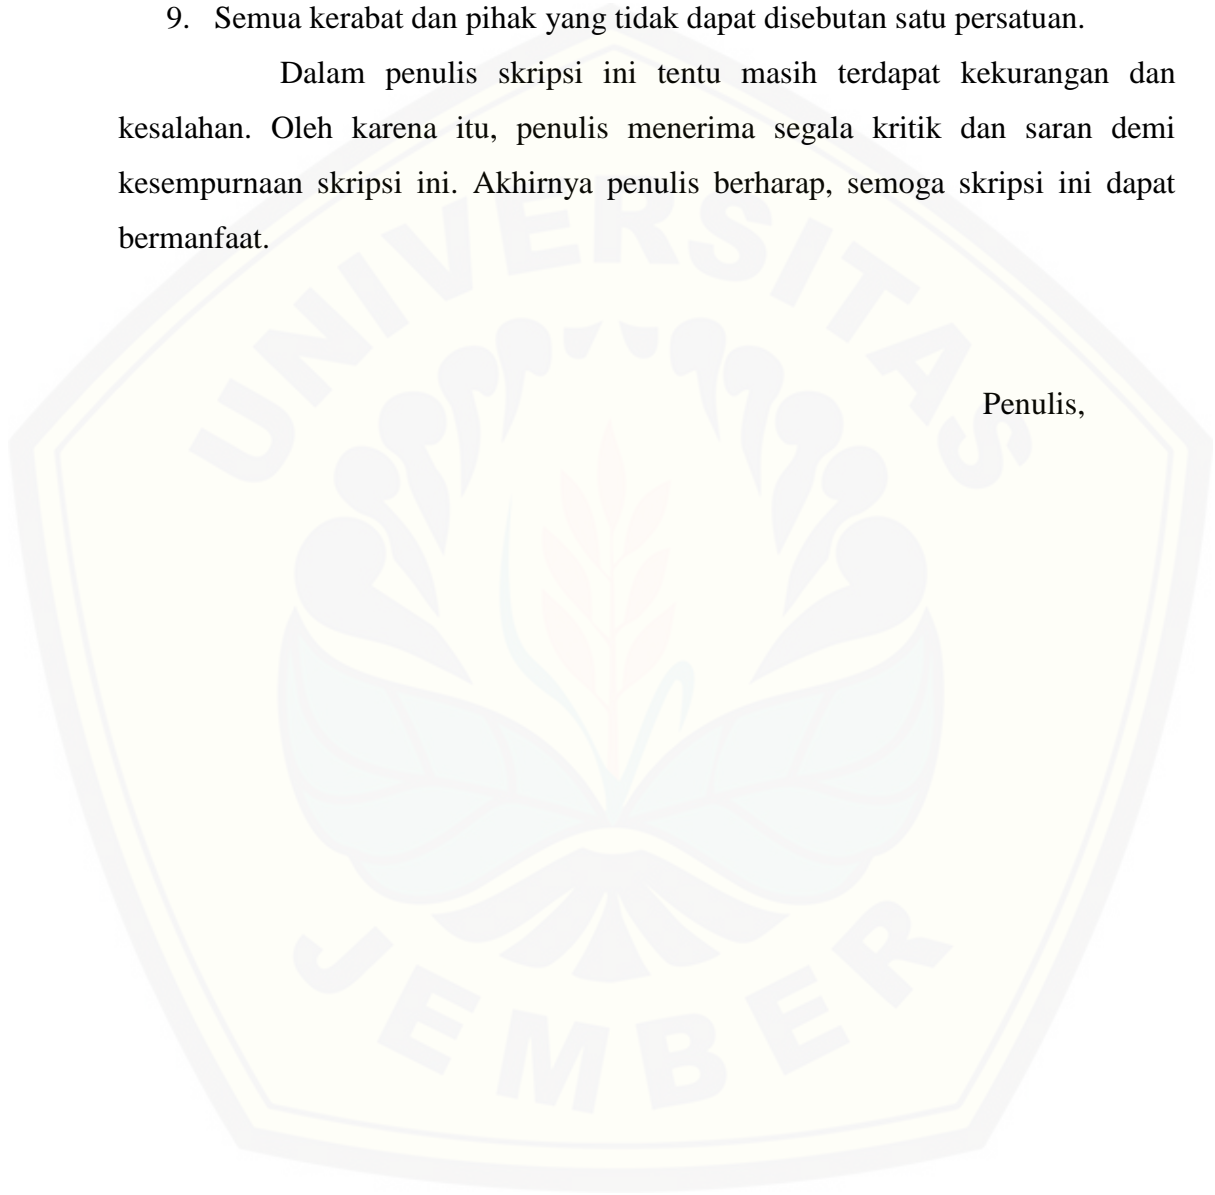 9. Semua kerabat dan pihak yang tidak dapat disebutan satu persatuan.
Dalam penulis skripsi ini tentu masih terdapat kekurangan dan
kesalahan. Oleh karena itu, penulis menerima segala kritik dan saran demi
kesempurnaan skripsi ini. Akhirnya penulis berharap, semoga skripsi ini dapat
bermanfaat.
UNIVERSITAS
Penulis,
JEMBER